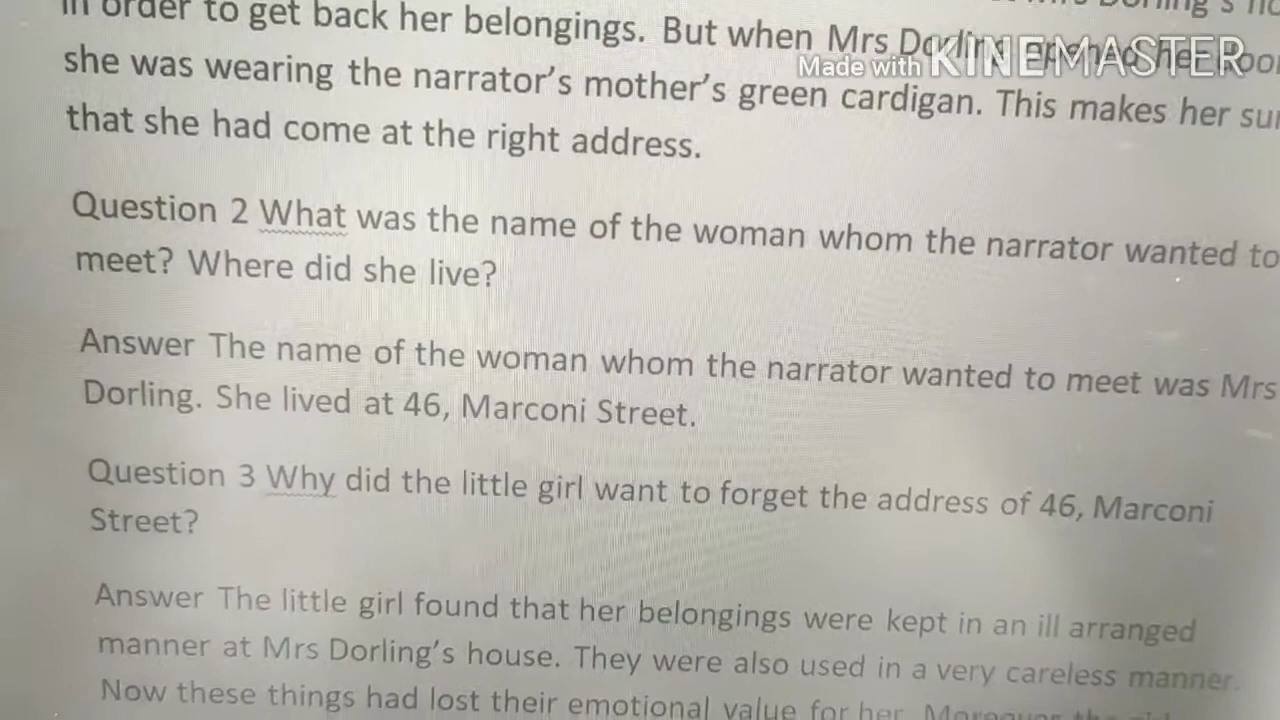 in order to get back her belongings. But when Mrs Dorling opened her door
Made with KINEMASTER
she was wearing the narrator's mother's green cardigan. This makes her
that she had come at the right address.
Question 2 What was the name of the woman whom the narrator wanted to
meet? Where did she live?
Answer The name of the woman whom the narrator wanted to meet was Mrs
Dorling. She lived at 46, Marconi Street.
Question 3 Why did the little girl want to forget the address of 46, Marconi
Street?
Answer The little girl found that her belongings were kept in an ill arranged
manner at Mrs Dorling's house. They were also used in a very careless manner.
Now these things had lost their emotional value for her. Moreover